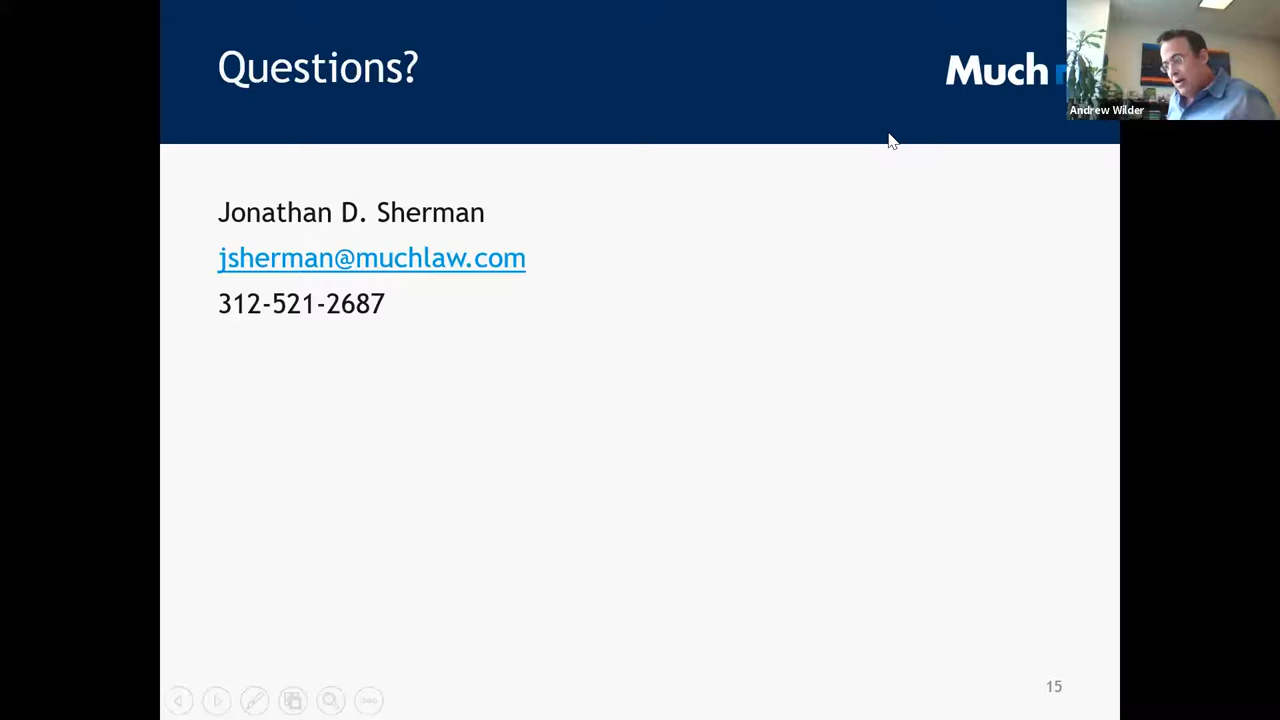 Questions?
Much
Andrew Wilder
Jonathan D. Sherman
jsherman@muchlaw.com
312-521-2687
15